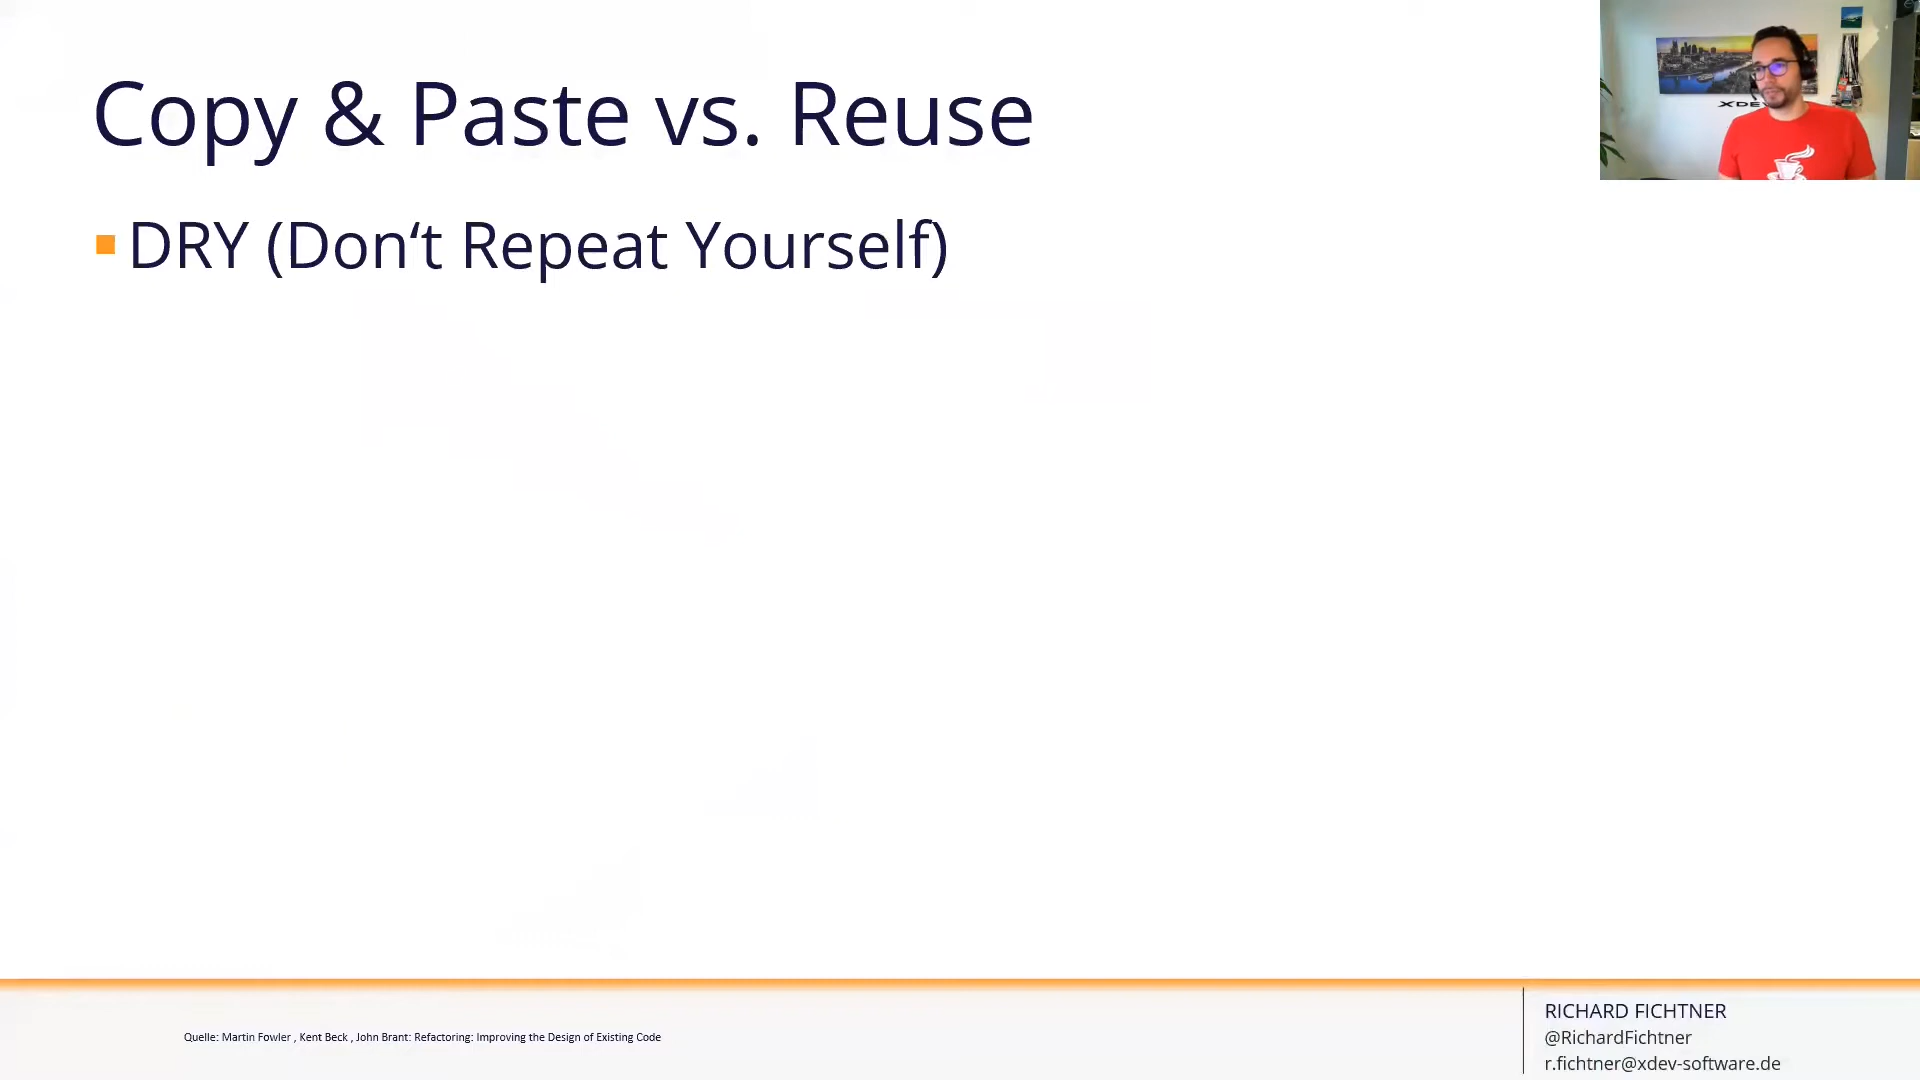 Copy & Paste vs. Reuse
DRY (Don‘t Repeat Yourself)
Quelle: Martin Fowler , Kent Beck , John Brant: Refactoring: Improving the Design of Existing Code
RICHARD FICHTNER
@RichardFichtner
r.fichtner@xdev-software.de